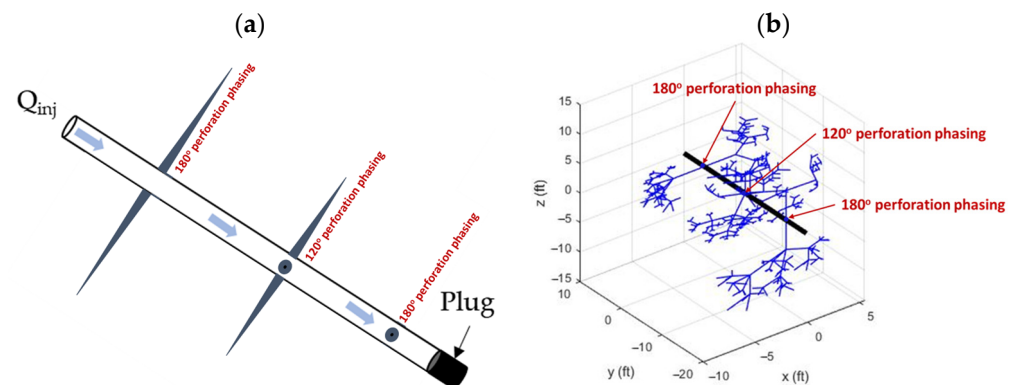 (a)
(b)
Qinj
180° perforation phasing
120° perforation phasing
180° perforation phasing
Plug
180° perforation phasing
120° perforation phasing
180° perforation phasing
15
10
5
0
−5
−10
−15
z (ft)
10
0
−10
−20
y (ft)
−10
−5
0
5
x (ft)